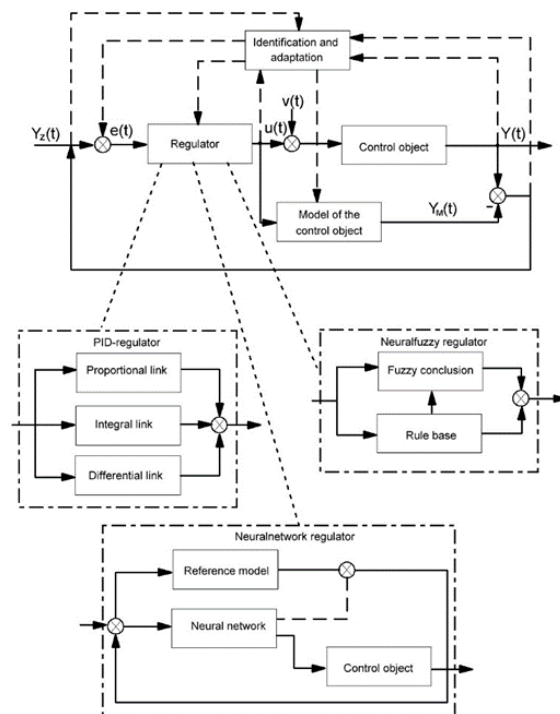 Identification and
adaptation
v(t)
Yz(t)
e(t)
u(t)
Y(t)
Regulator
Control object
Model of the
control object
YM(t)
-
PID-regulator
Proportional link
Integral link
Differential link
Neuralfuzzy regulator
Fuzzy conclusion
Rule base
Neuralnetwork regulator
Reference model
Neural network
Control object